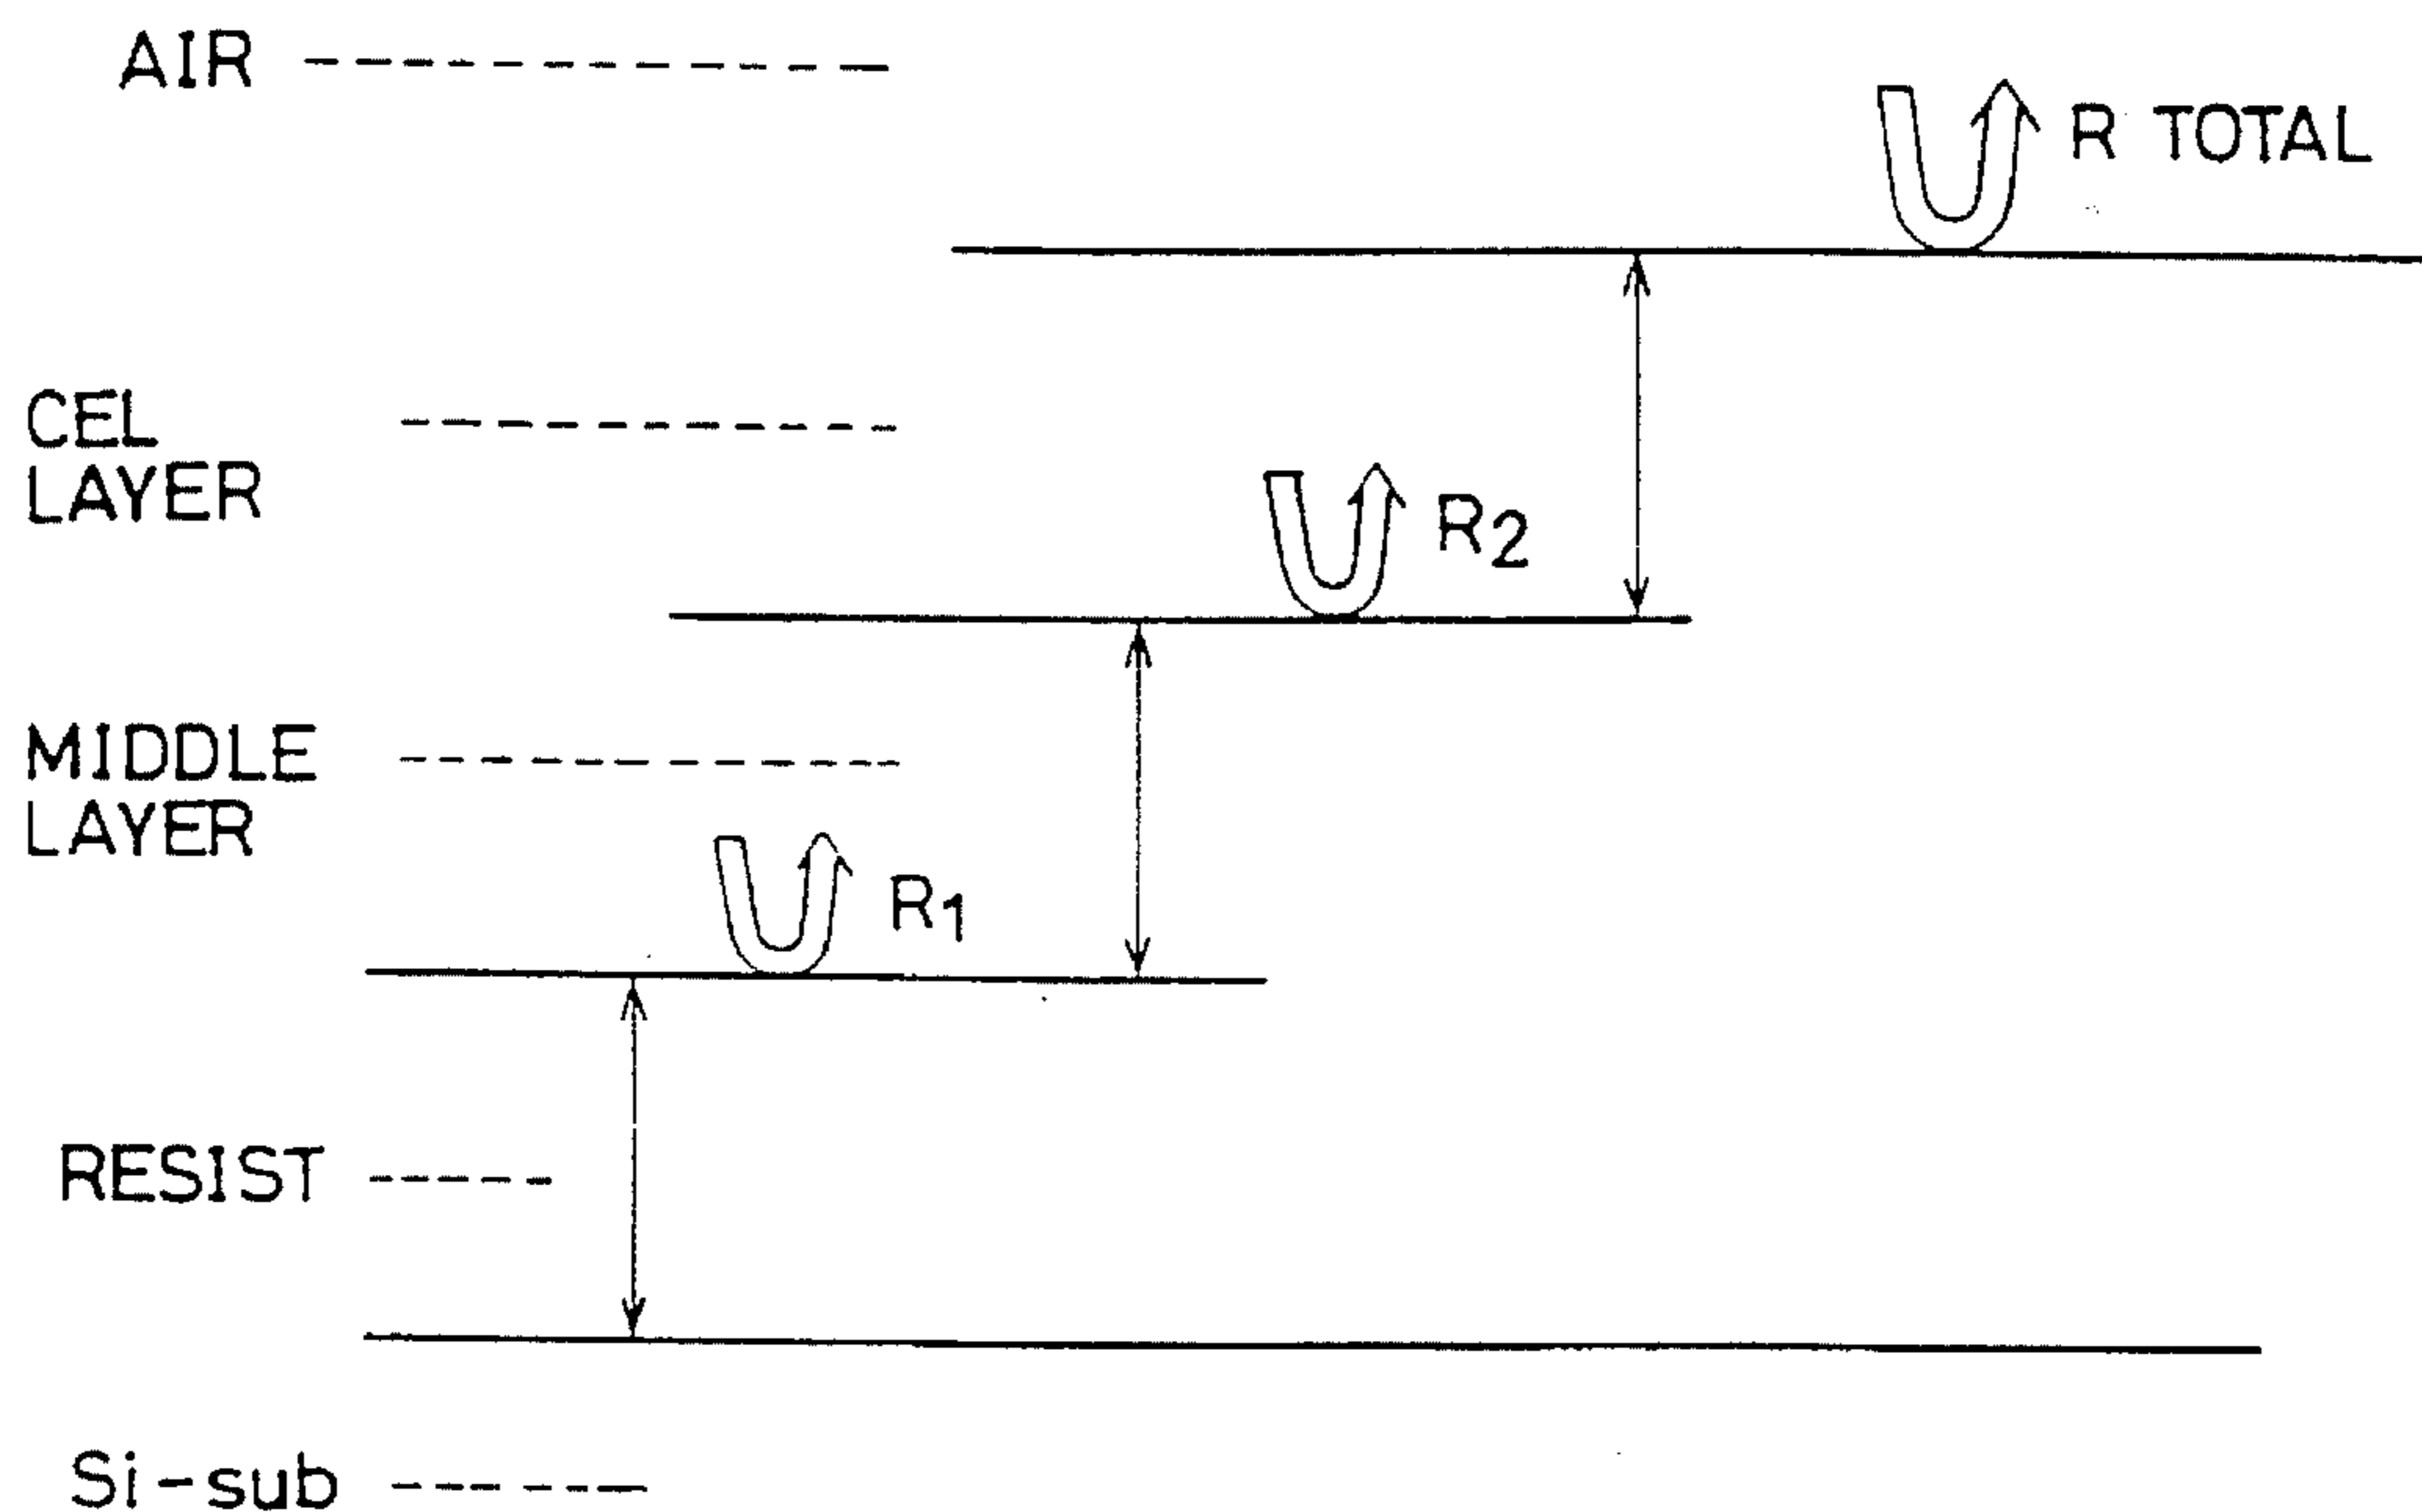 AIR
R TOTAL
CEL
LAYER
R2
MIDDLE
LAYER
R1
RESIST
Si-sub